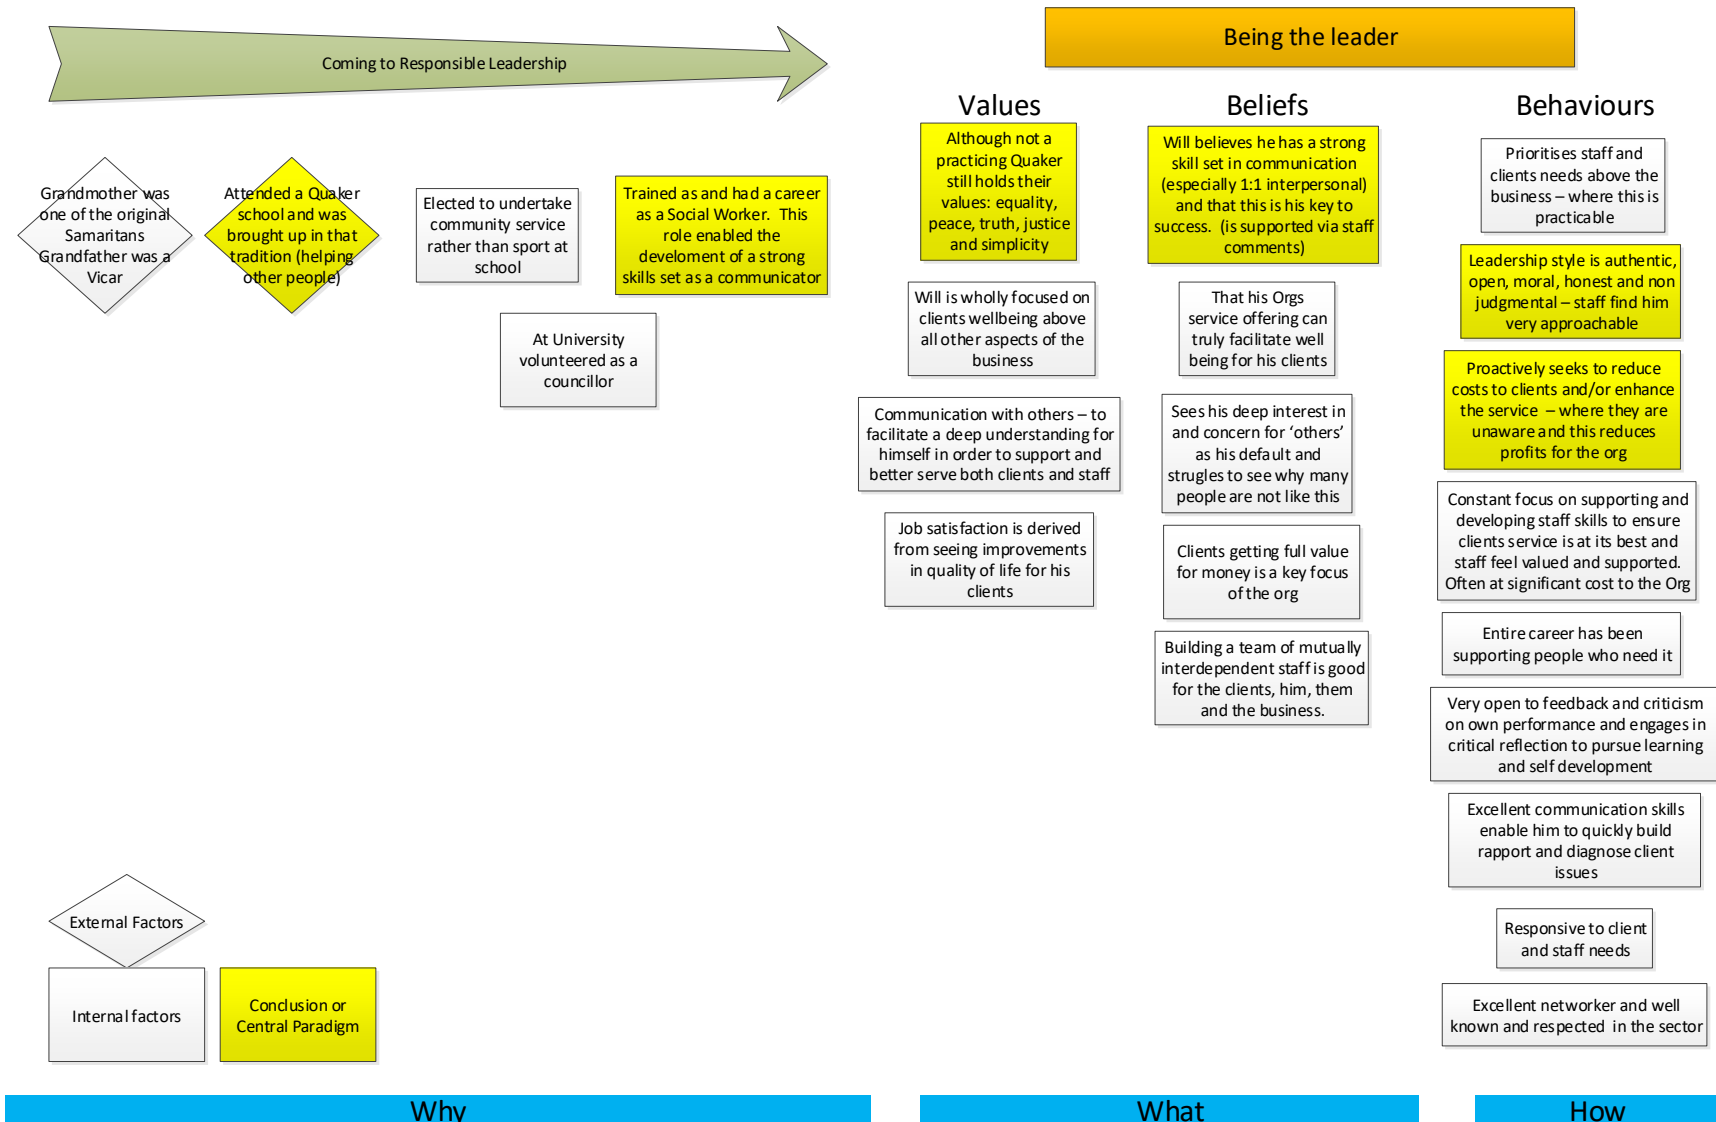 Coming to Responsible Leadership
Being the leader
Values
Beliefs
Behaviours
Grandmother was
one of the original
Samaritans
Grandfather was a
Vicar
Attended a Quaker
school and was
brought up in that
tradition (helping
other people)
Elected to undertake
community service
rather than sport at
school
Trained as and had a career
as a Social Worker. This
role enabled the
develoment of a strong
skills set as a communicator
At University
volunteered as a
councillor
Although not a
practicing Quaker
still holds their
values: equality,
peace, truth, justice
and simplicity
Will is wholly focused on
clients wellbeing above
all other aspects of the
business
Communication with others – to
facilitate a deep understanding for
himself in order to support and
better serve both clients and staff
Job satisfaction is derived
from seeing improvements
in quality of life for his
clients
Will believes he has a strong
skill set in communication
(especially 1:1 interpersonal)
and that this is his key to
success. (is supported via staff
comments)
That his Orgs
service offering can
truly facilitate well
being for his clients
Sees his deep interest in
and concern for ‘others’
as his default and
strugles to see why many
people are not like this
Clients getting full value
for money is a key focus
of the org
Building a team of mutually
interdependent staff is good
for the clients, him, them
and the business.
Prioritises staff and
clients needs above the
business – where this is
practicable
Leadership style is authentic,
open, moral, honest and non
judgmental – staff find him
very approachable
Proactively seeks to reduce
costs to clients and/or enhance
the service – where they are
unaware and this reduces
profits for the org
Constant focus on supporting and
developing staff skills to ensure
clients service is at its best and
staff feel valued and supported.
Often at significant cost to the Org
Entire career has been
supporting people who need it
Very open to feedback and criticism
on own performance and engages in
critical reflection to pursue learning
and self development
Excellent communication skills
enable him to quickly build
rapport and diagnose client
issues
Responsive to client
and staff needs
Excellent networker and well
known and respected in the sector
External Factors
Internal factors
Conclusion or
Central Paradigm
Why
What
How